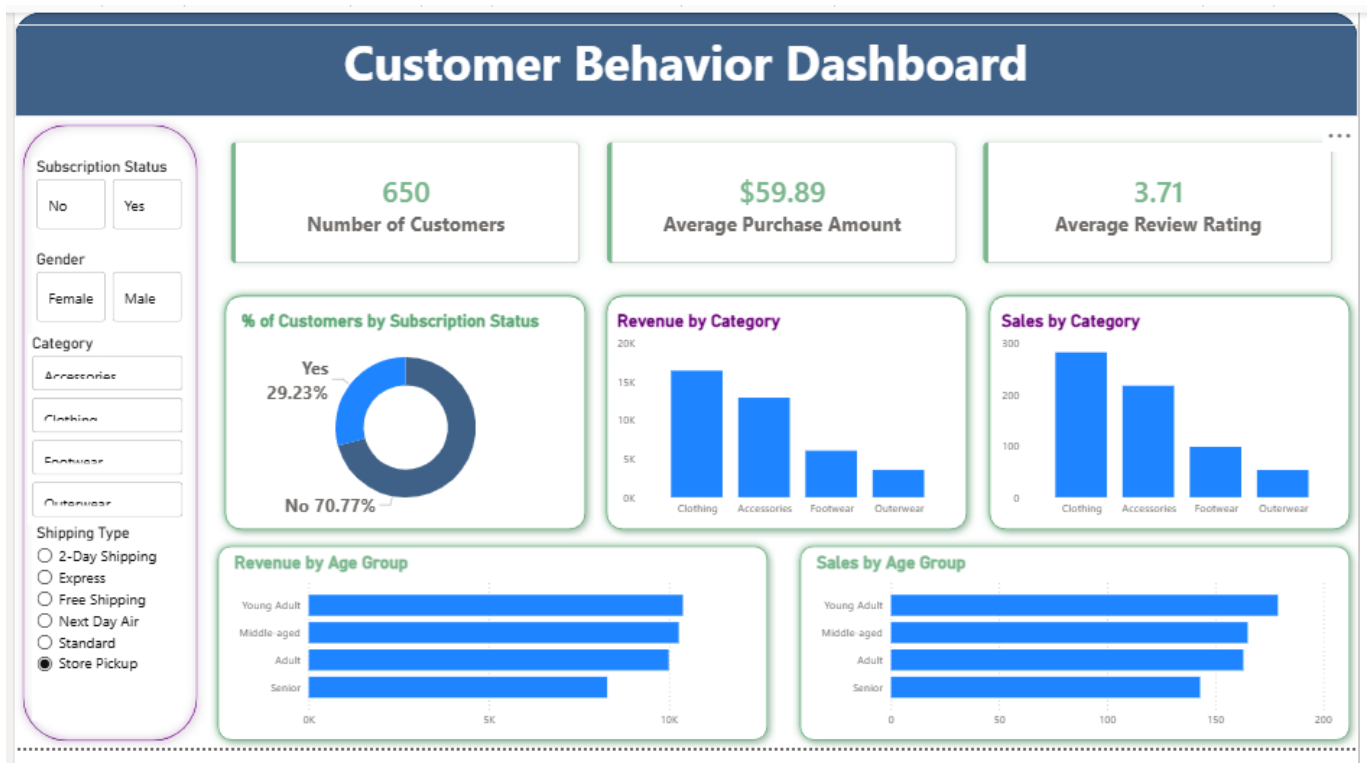 Customer Behavior Dashboard
Subscription Status
No
Yes
Gender
Female
Male
Category
Accessories
Clothing
Footwear
Outerwear
Shipping Type
2-Day Shipping
Express
Free Shipping
Next Day Air
Standard
Store Pickup
650
Number of Customers
$59.89
Average Purchase Amount
3.71
Average Review Rating
% of Customers by Subscription Status
Yes
29.23%
No 70.77%
Revenue by Category
20K
15K
10K
5K
0K
Clothing
Accessories
Footwear
Outerwear
Sales by Category
300
200
100
0
Clothing
Accessories
Footwear
Outerwear
Revenue by Age Group
Young Adult
Middle-aged
Adult
Senior
0K
5K
10K
Sales by Age Group
Young Adult
Middle-aged
Adult
Senior
0
50
100
150
200